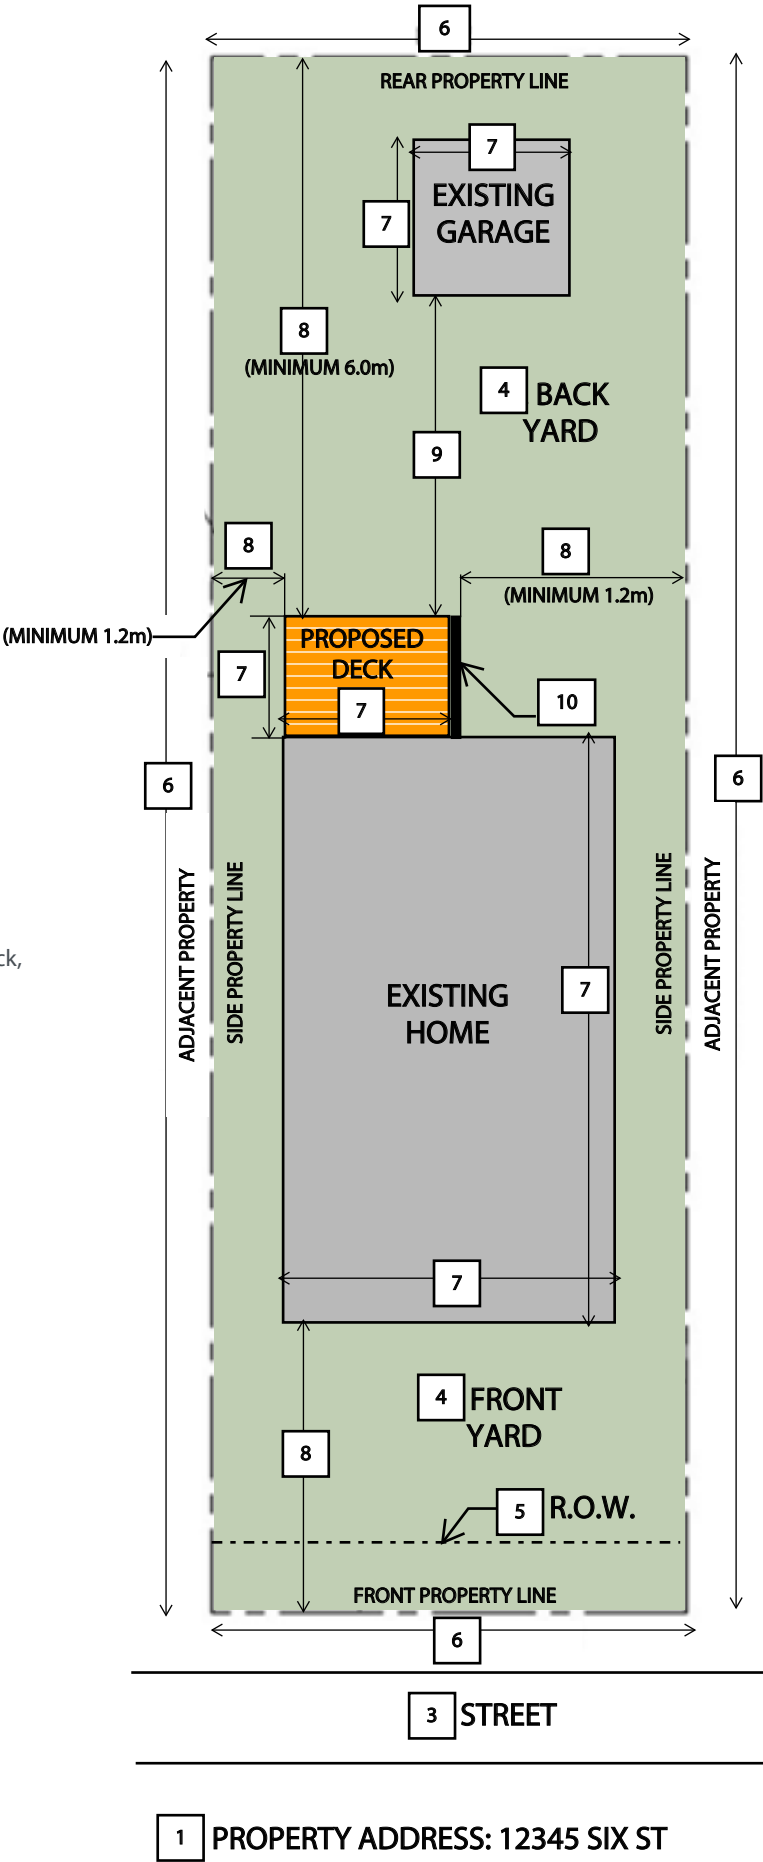 6
REAR PROPERTY LINE
7
EXISTING
GARAGE
7
8
(MINIMUM 6.0m)
4 BACK
YARD
9
8
8
(MINIMUM 1.2m)
(MINIMUM 1.2m)
PROPOSED
DECK
7
7
10
6
6
ADJACENT PROPERTY
SIDE PROPERTY LINE
SIDE PROPERTY LINE
ADJACENT PROPERTY
ck,
EXISTING
HOME
7
7
4 FRONT
YARD
8
5 R.O.W.
FRONT PROPERTY LINE
6
3 STREET
1 PROPERTY ADDRESS: 12345 SIX ST